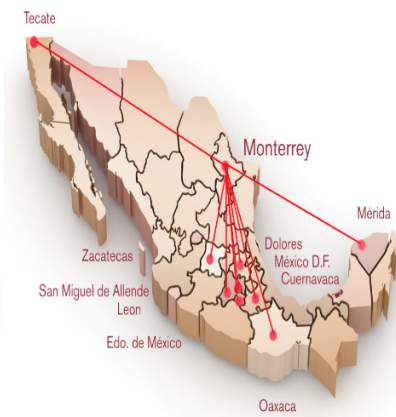 Tecate
Monterrey
Mérida
Dolores
Zacatecas
México D.F.
Cuernavaca
San Miguel de Allende
Leon
Edo. de México
Oaxaca